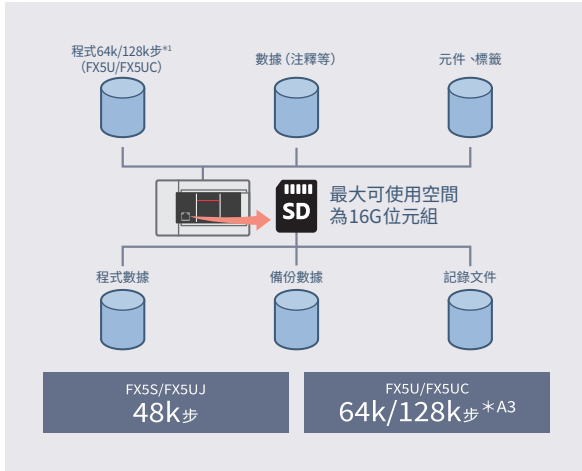 程式64k/128k步*1
（FX5U/FX5UC）
數據（注釋等）
元件、標籤
SD
最大可使用空間
為16G位元組
程式數據
備份數據
記錄文件
FX5S/FX5UJ
48k步
FX5U/FX5UC
64k/128k步＊A3